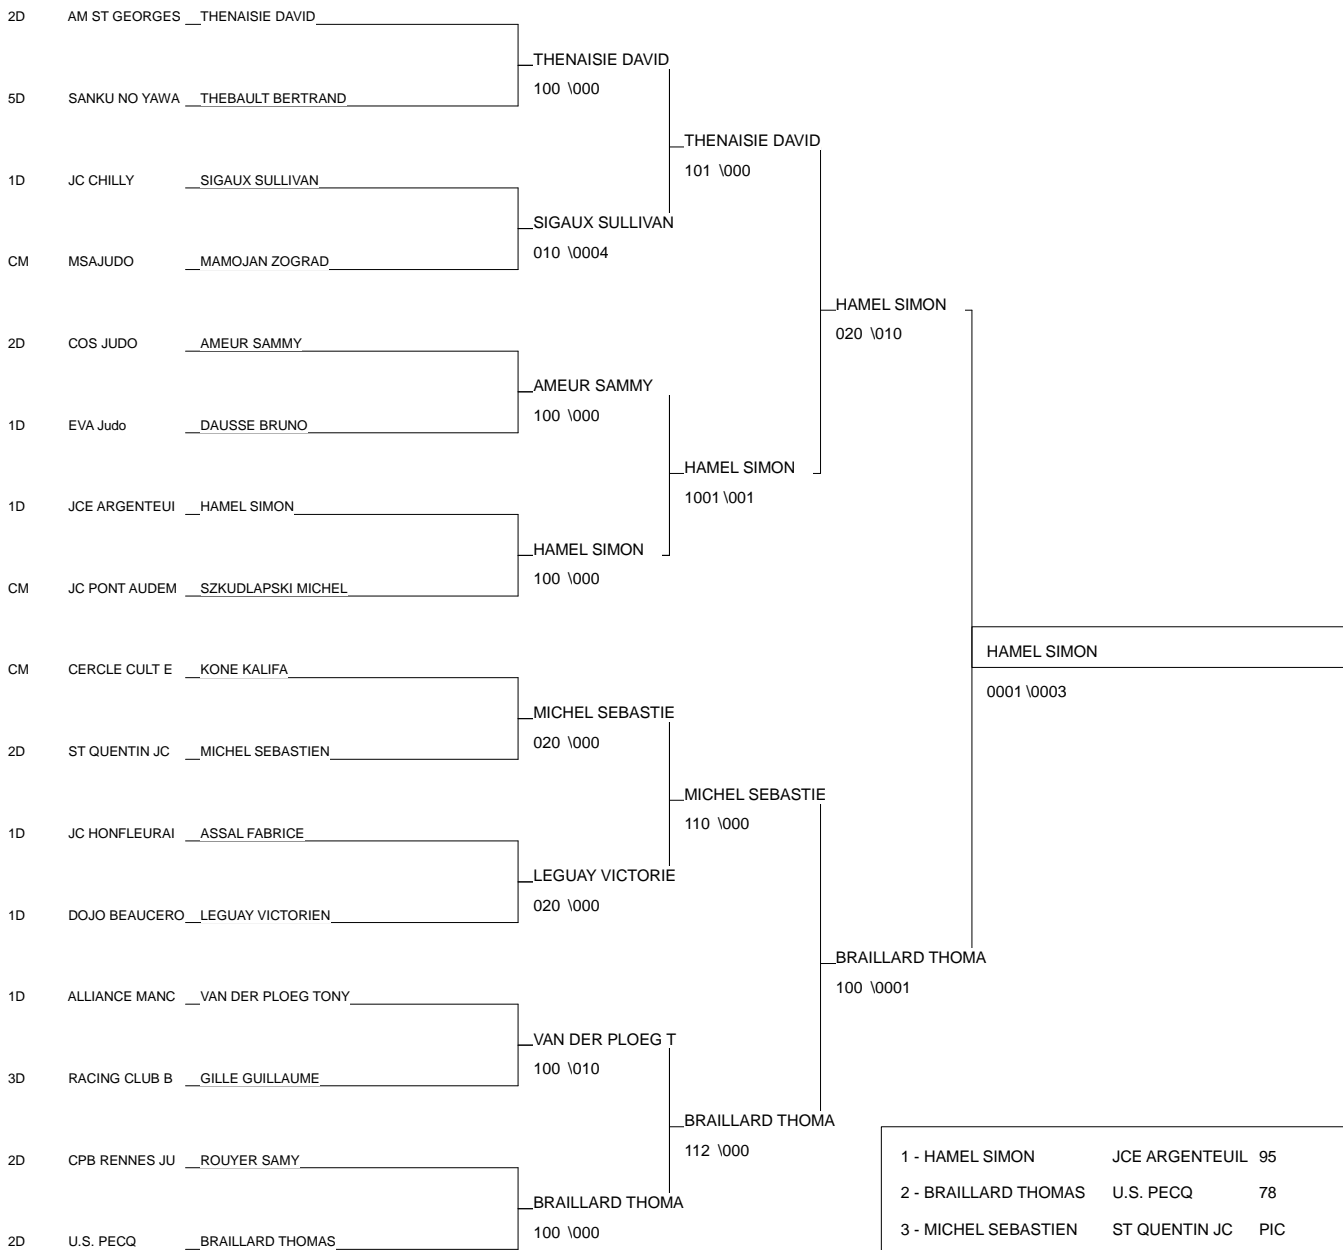 2D AM ST GEORGES THENAISIE DAVID
THENAISIE DAVID
100 \000
5D SANKU NO YAWA THEBAULT BERTRAND
THENAISIE DAVID
101 \000
1D JC CHILLY SIGAUX SULLIVAN
SIGAUX SULLIVAN
010 \0004
CM MSAJUDO MAMOJAN ZOGRAD
HAMEL SIMON
020 \010
2D COS JUDO AMEUR SAMMY
AMEUR SAMMY
100 \000
1D EVA Judo DAUSSE BRUNO
HAMEL SIMON
1001 \001
1D JCE ARGENTEUI HAMEL SIMON
HAMEL SIMON
100 \000
CM JC PONT AUDEM SZKUDLAPSKI MICHEL
HAMEL SIMON
0001 \0003
CM CERCLE CULT E KONE KALIFA
MICHEL SEBASTIE
020 \000
2D ST QUENTIN JC MICHEL SEBASTIEN
MICHEL SEBASTIE
110 \000
1D JC HONFLEURAI ASSAL FABRICE
LEGUAY VICTORIE
020 \000
1D DOJO BEAUCERO LEGUAY VICTORIEN
BRAILLARD THOMA
100 \0001
1D ALLIANCE MANC VAN DER PLOEG TONY
VAN DER PLOEG T
100 \010
3D RACING CLUB B GILLE GUILLAUME
BRAILLARD THOMA
112 \000
2D CPB RENNES JU ROUYER SAMY
BRAILLARD THOMA
100 \000
2D U.S. PECQ BRAILLARD THOMAS
1 - HAMEL SIMON JCE ARGENTEUIL 95
2 - BRAILLARD THOMAS U.S. PECQ 78
3 - MICHEL SEBASTIEN ST QUENTIN JC PIC